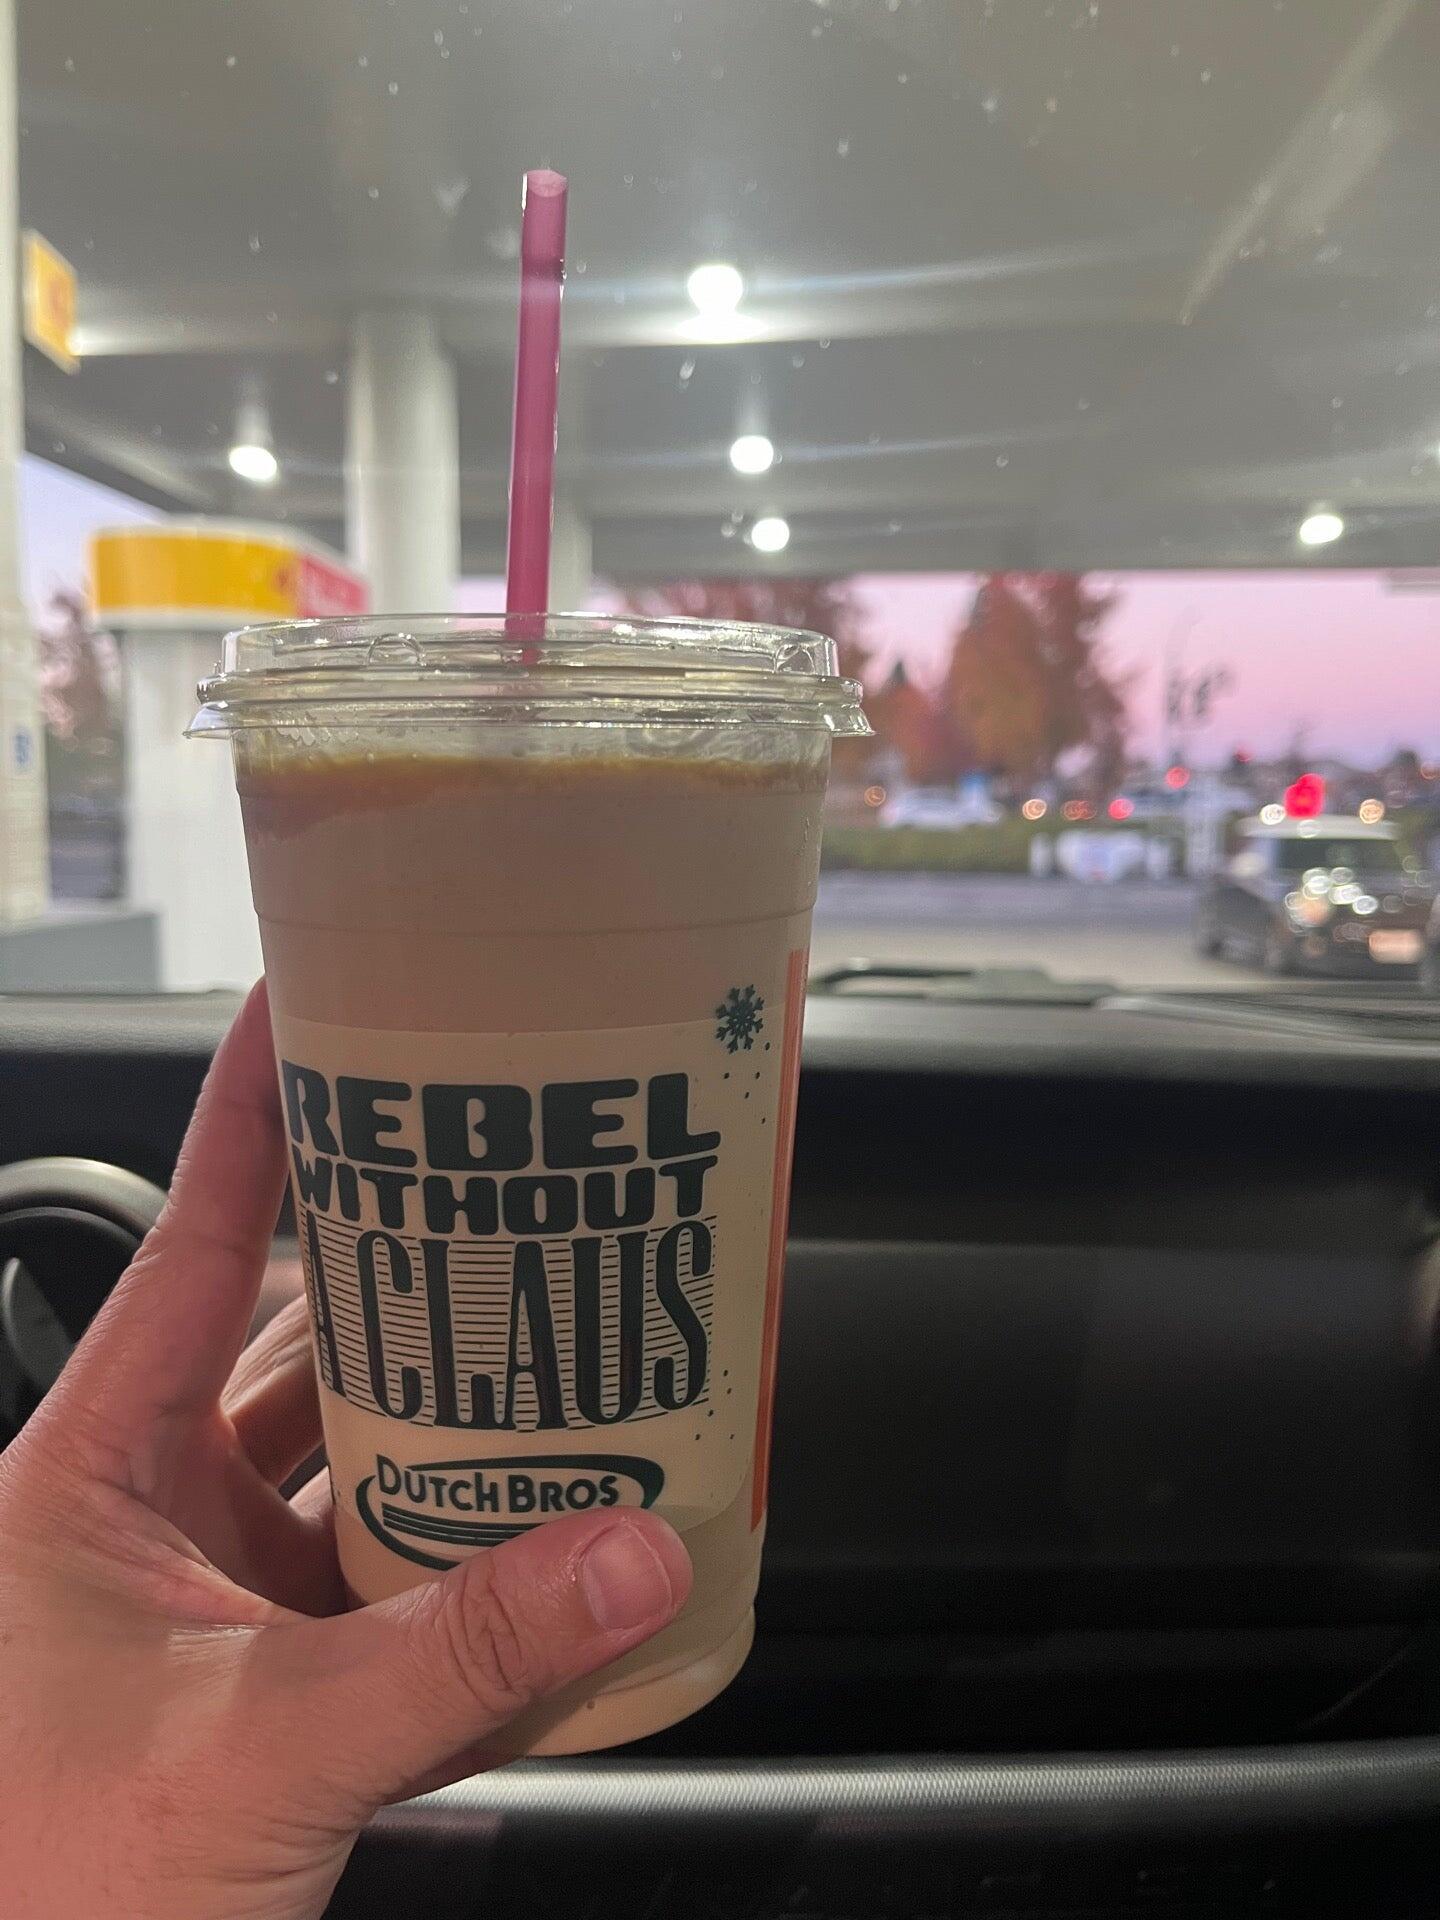 REBEL
WITHOUT
A CLAUS
DUTCH BROS